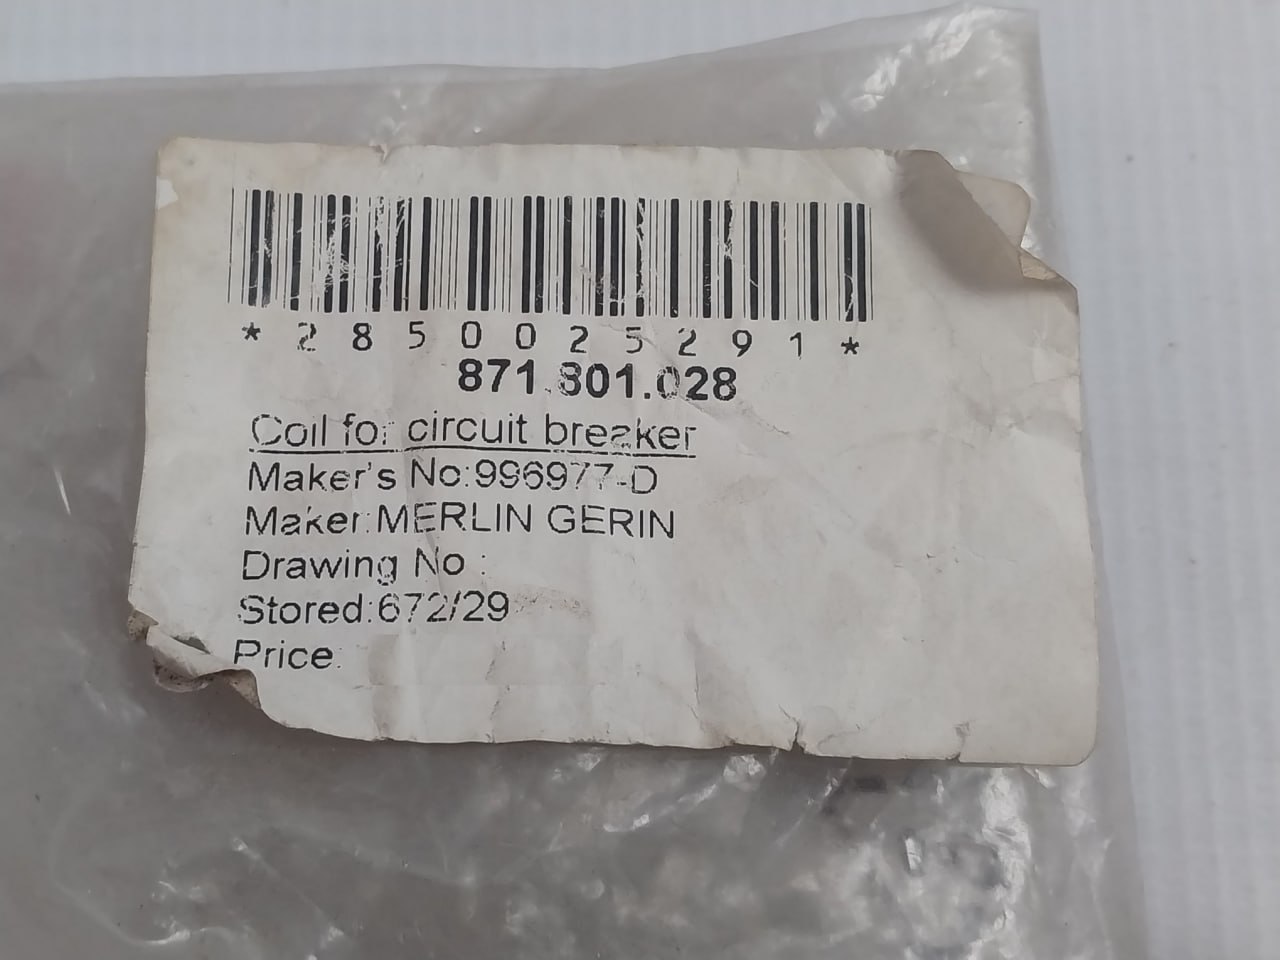 *2850025291*
871.801.028
Coil for circuit breaker
Maker's No:996977-D
Maker:MERLIN GERIN
Drawing No :
Stored:672/29
Price: